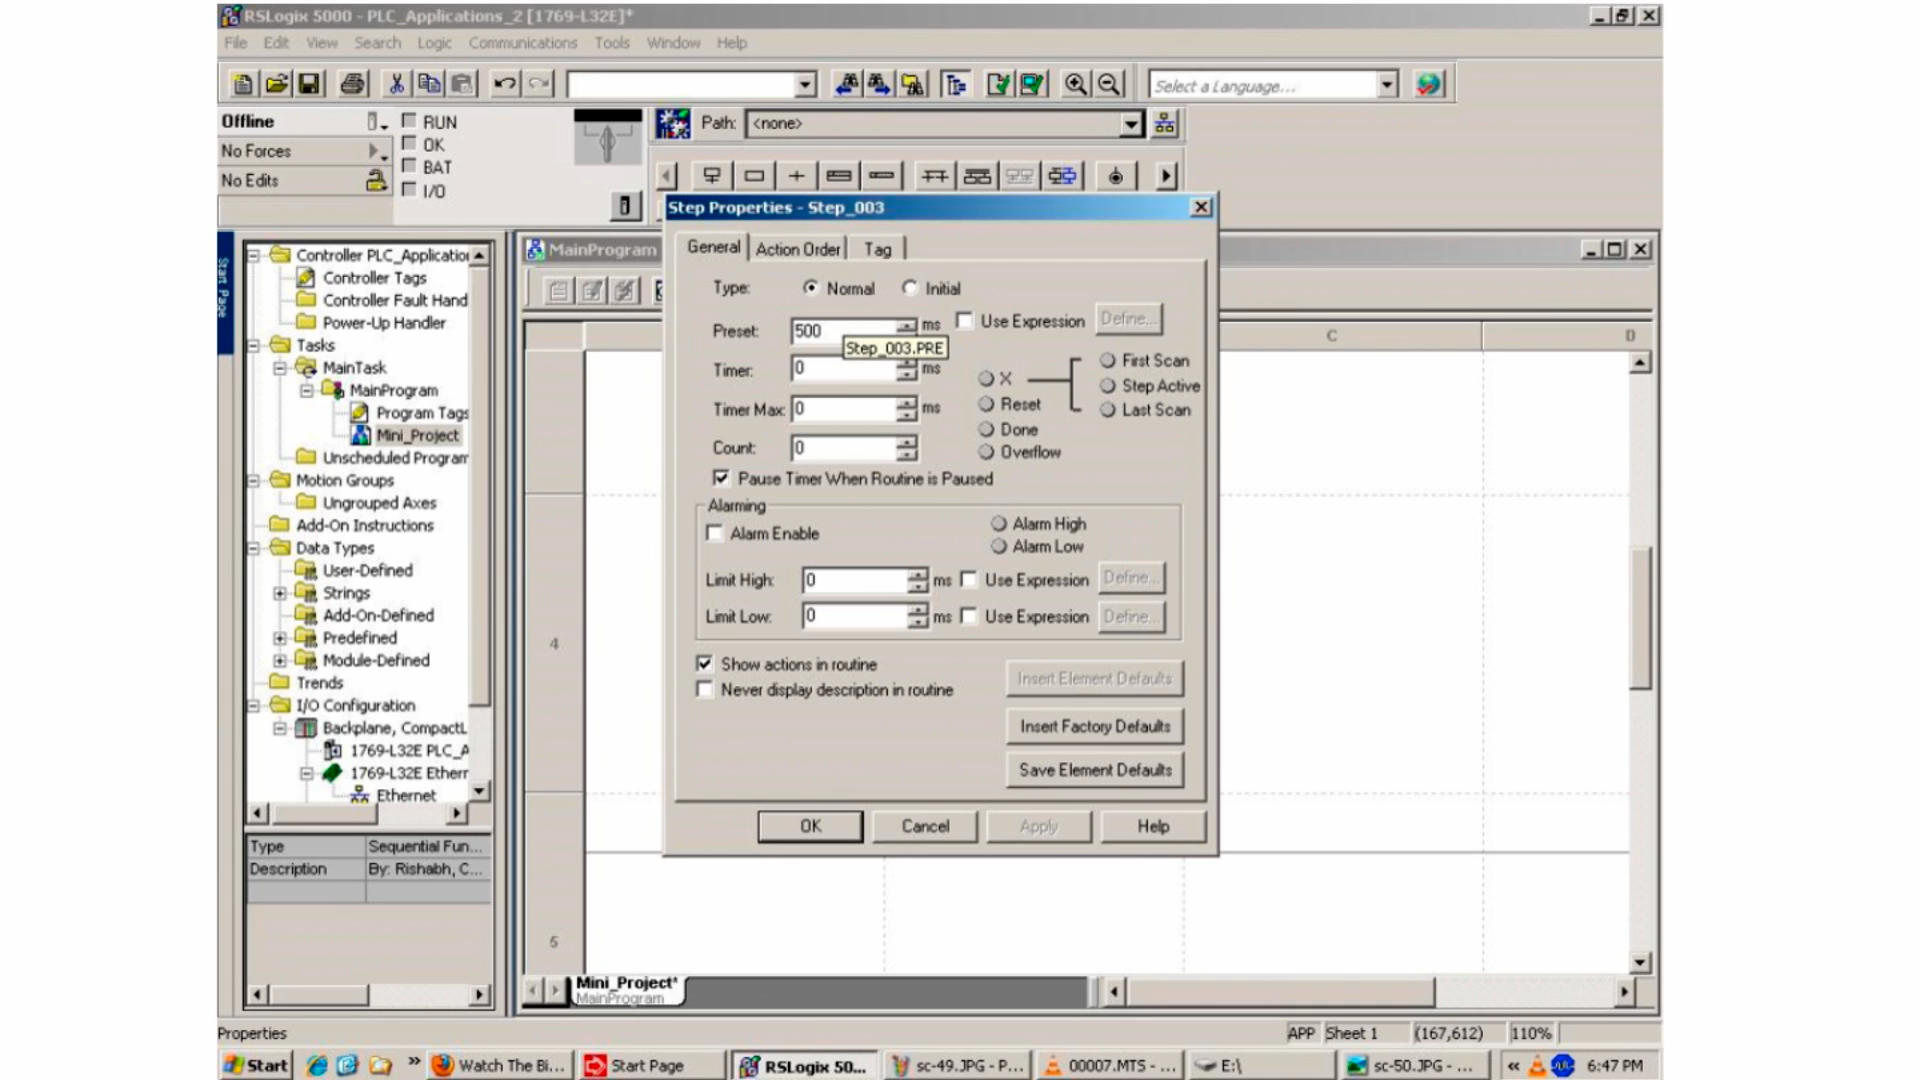 RSLogix 5000 - PLC_Applications_2 [1769-L32E]*
File Edit View Search Logic Communications Tools Window Help
Select a Language...
Offline
No Forces
No Edits
RUN
OK
BAT
I/O
Path: <none>
Start Page
Controller PLC_Application
Controller Tags
Controller Fault Hand
Power-Up Handler
Tasks
MainTask
MainProgram
Program Tags
Mini_Project
Unscheduled Program
Motion Groups
Ungrouped Axes
Add-On Instructions
Data Types
User-Defined
Strings
Add-On-Defined
Predefined
Module-Defined
Trends
I/O Configuration
Backplane, CompactL
1769-L32E PLC_A
1769-L32E Ethern
Ethernet
Type Sequential Fun...
Description By: Rishabh, C...
MainProgram
C D
4
5
Step Properties - Step_003
General Action Order Tag
Type: Normal Initial
Preset: 500 ms Use Expression Define...
Step_003.PRE
Timer: 0 ms
Timer Max: 0 ms
Count: 0
X
Reset
Done
Overflow
First Scan
Step Active
Last Scan
Pause Timer When Routine is Paused
Alarming
Alarm Enable
Alarm High
Alarm Low
Limit High: 0 ms Use Expression Define...
Limit Low: 0 ms Use Expression Define...
Show actions in routine
Never display description in routine
Insert Element Defaults
Insert Factory Defaults
Save Element Defaults
OK Cancel Apply Help
Mini_Project*
MainProgram
Properties
APP Sheet 1 (167,612) 110%
Start » Watch The Bi... Start Page RSLogix 50... sc-49.JPG - P... 00007.MTS - ... E:\ sc-50.JPG - ... « 6:47 PM